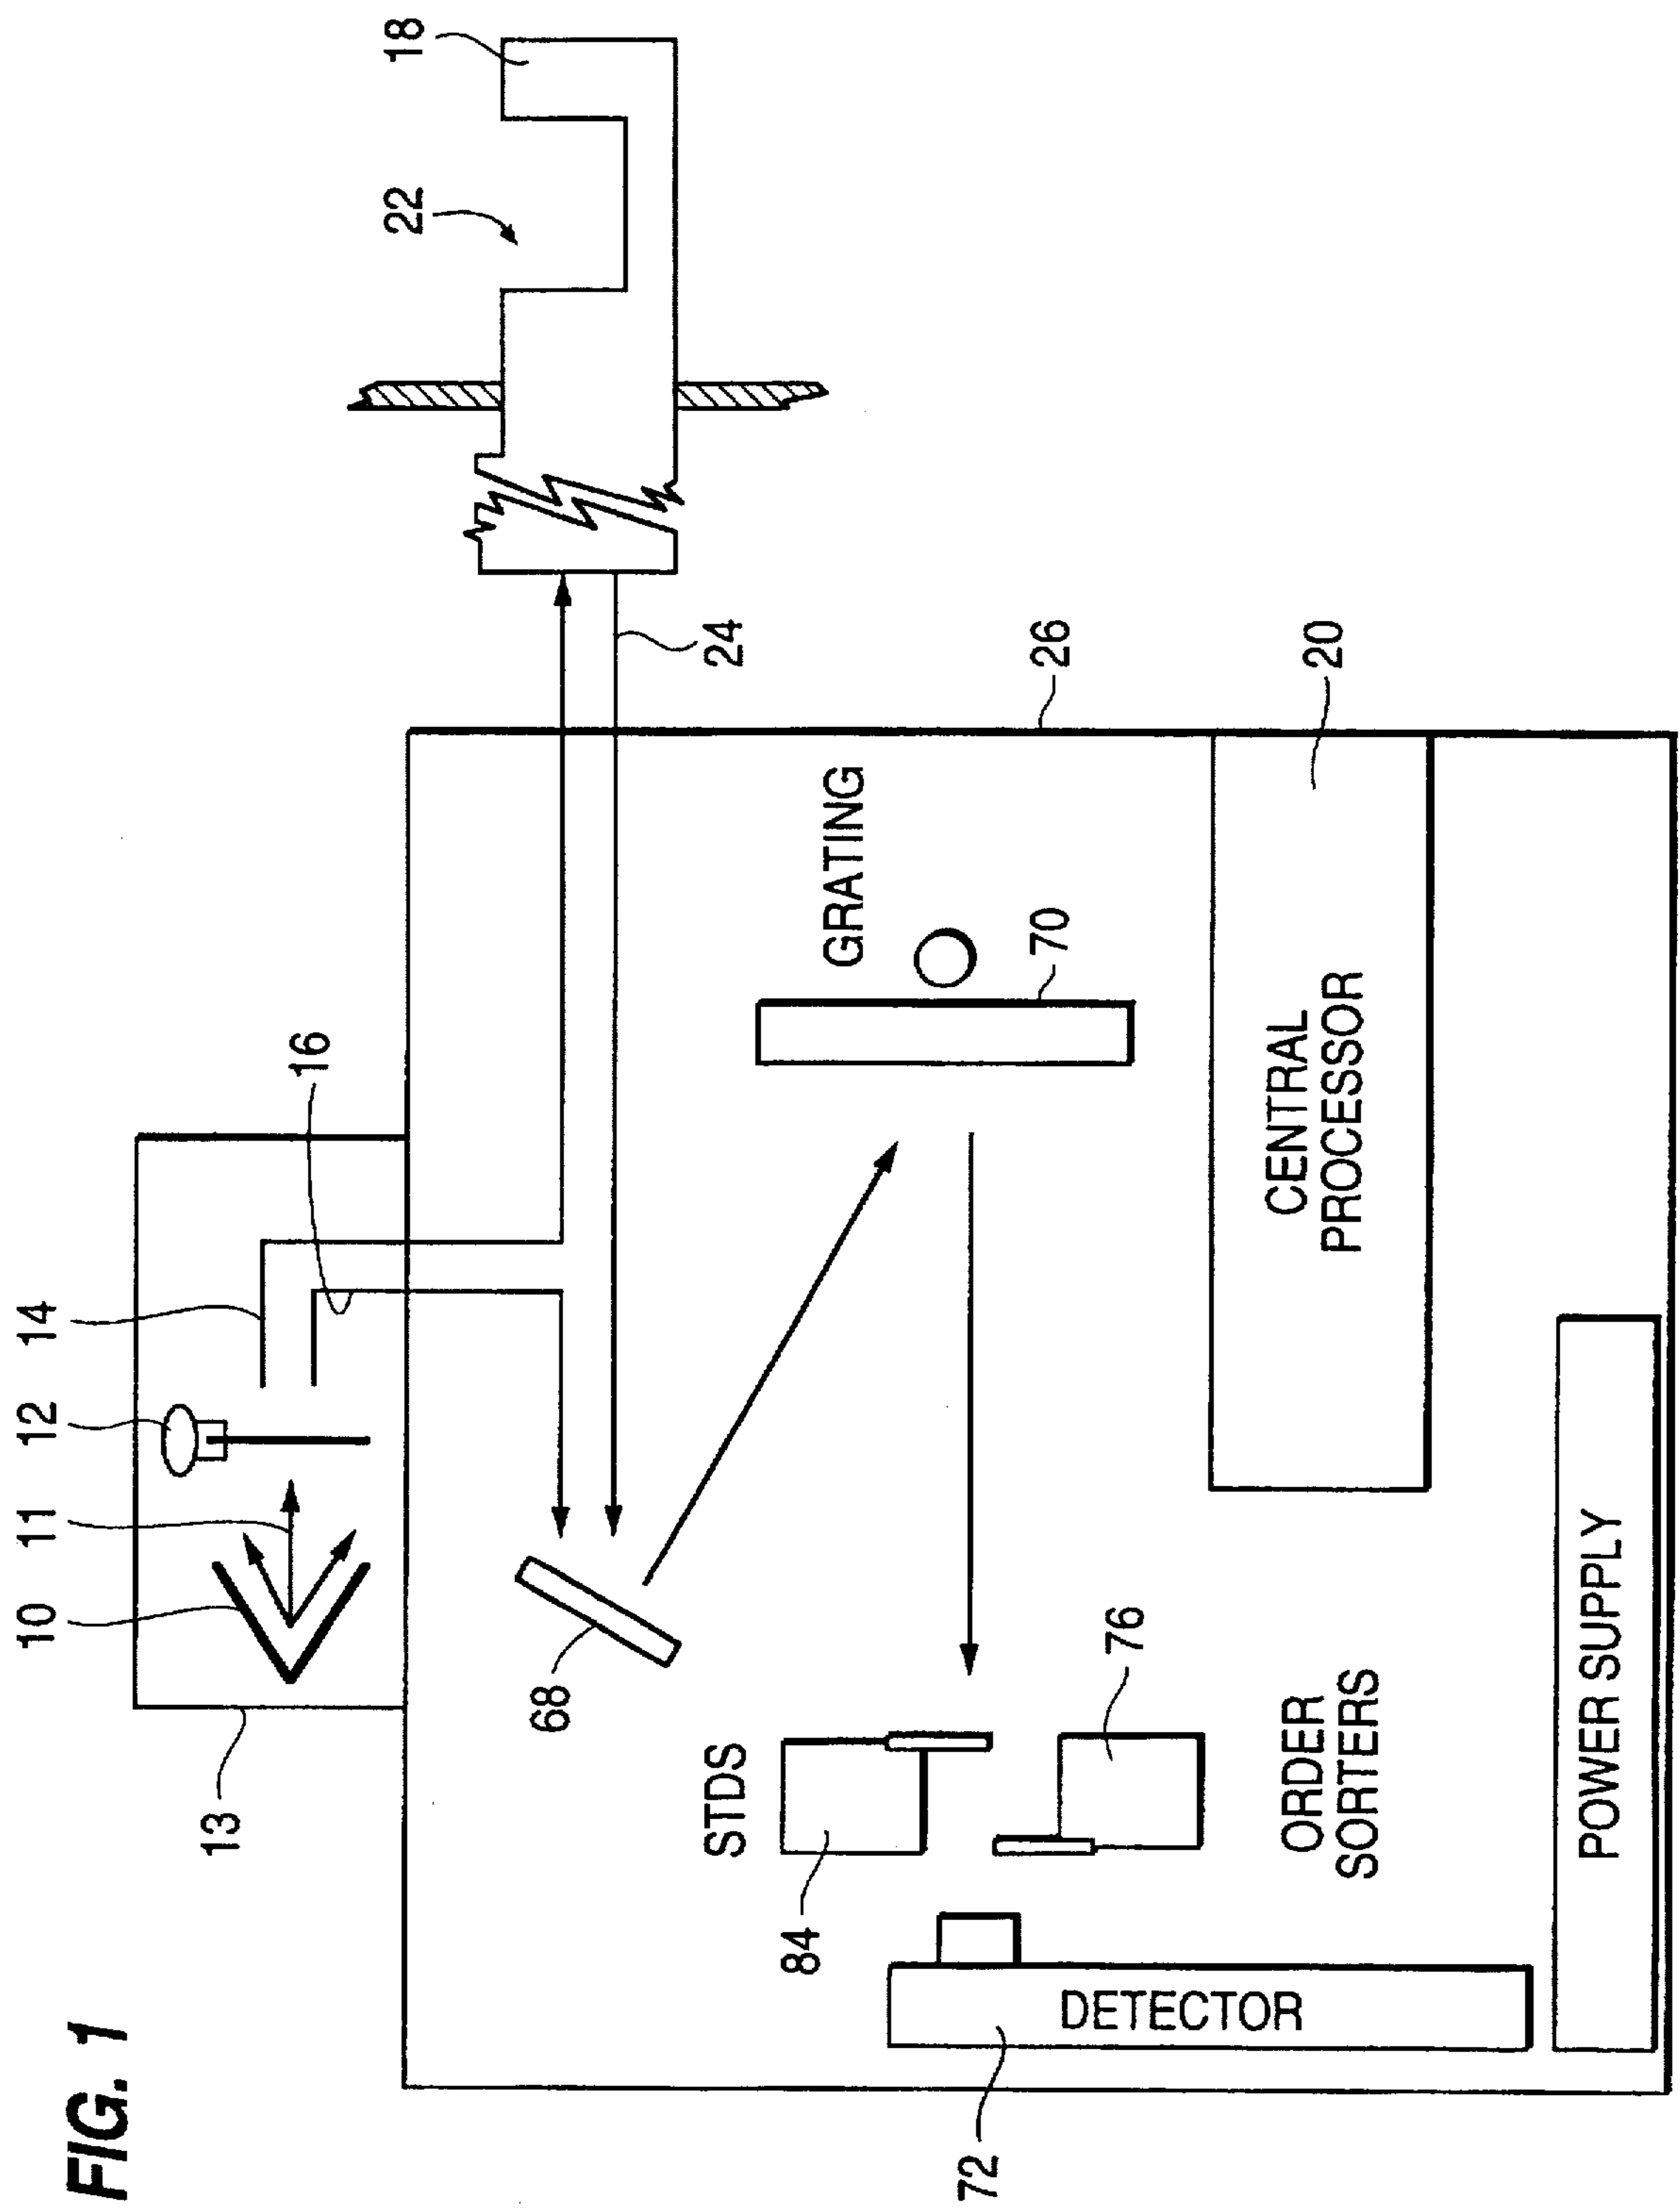 FIG. 1
10
11
12
14
16
13
18
22
24
26
20
68
GRATING
70
STDS
84
76
ORDER
SORTERS
CENTRAL
PROCESSOR
72
DETECTOR
POWER SUPPLY